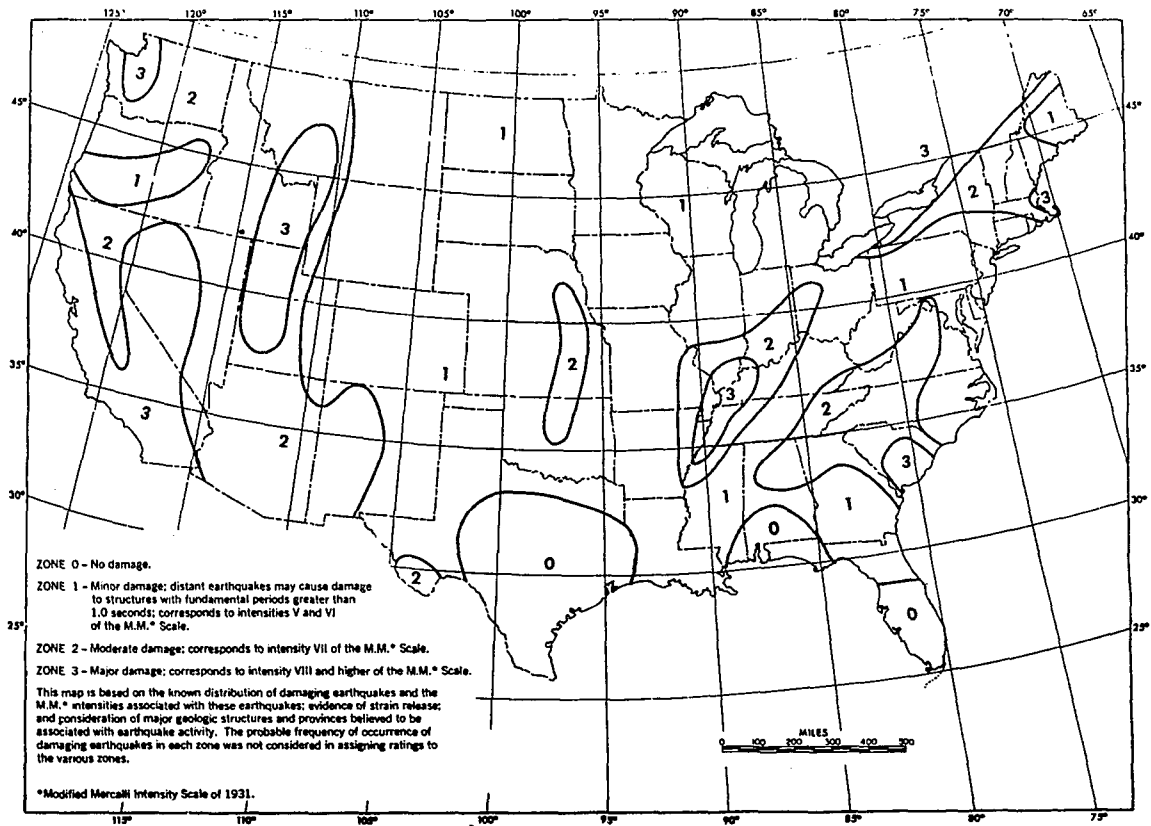 125° 120° 115° 110° 105° 100° 95° 90° 85° 80° 75° 70° 65°
3
2
1
3
45°
45°
1
3
1
2
3
1
3
2
40°
40°
1
2
2
1
3
2
35°
35°
3
2
3
1
1
0
30°
30°
0
2
0
25°
25°
ZONE 0 - No damage.
ZONE 1 - Minor damage; distant earthquakes may cause damage
to structures with fundamental periods greater than
1.0 seconds; corresponds to intensities V and VI
of the M.M.* Scale.
ZONE 2 - Moderate damage; corresponds to intensity VII of the M.M.* Scale.
ZONE 3 - Major damage; corresponds to intensity VIII and higher of the M.M.* Scale.
This map is based on the known distribution of damaging earthquakes and the
M.M.* intensities associated with these earthquakes; evidence of strain release;
and consideration of major geologic structures and provinces believed to be
associated with earthquake activity. The probable frequency of occurrence of
damaging earthquakes in each zone was not considered in assigning ratings to
the various zones.
MILES
0 100 200 300 400 500
*Modified Mercalli Intensity Scale of 1931.
115° 110° 105° 100° 95° 90° 85° 80° 75°